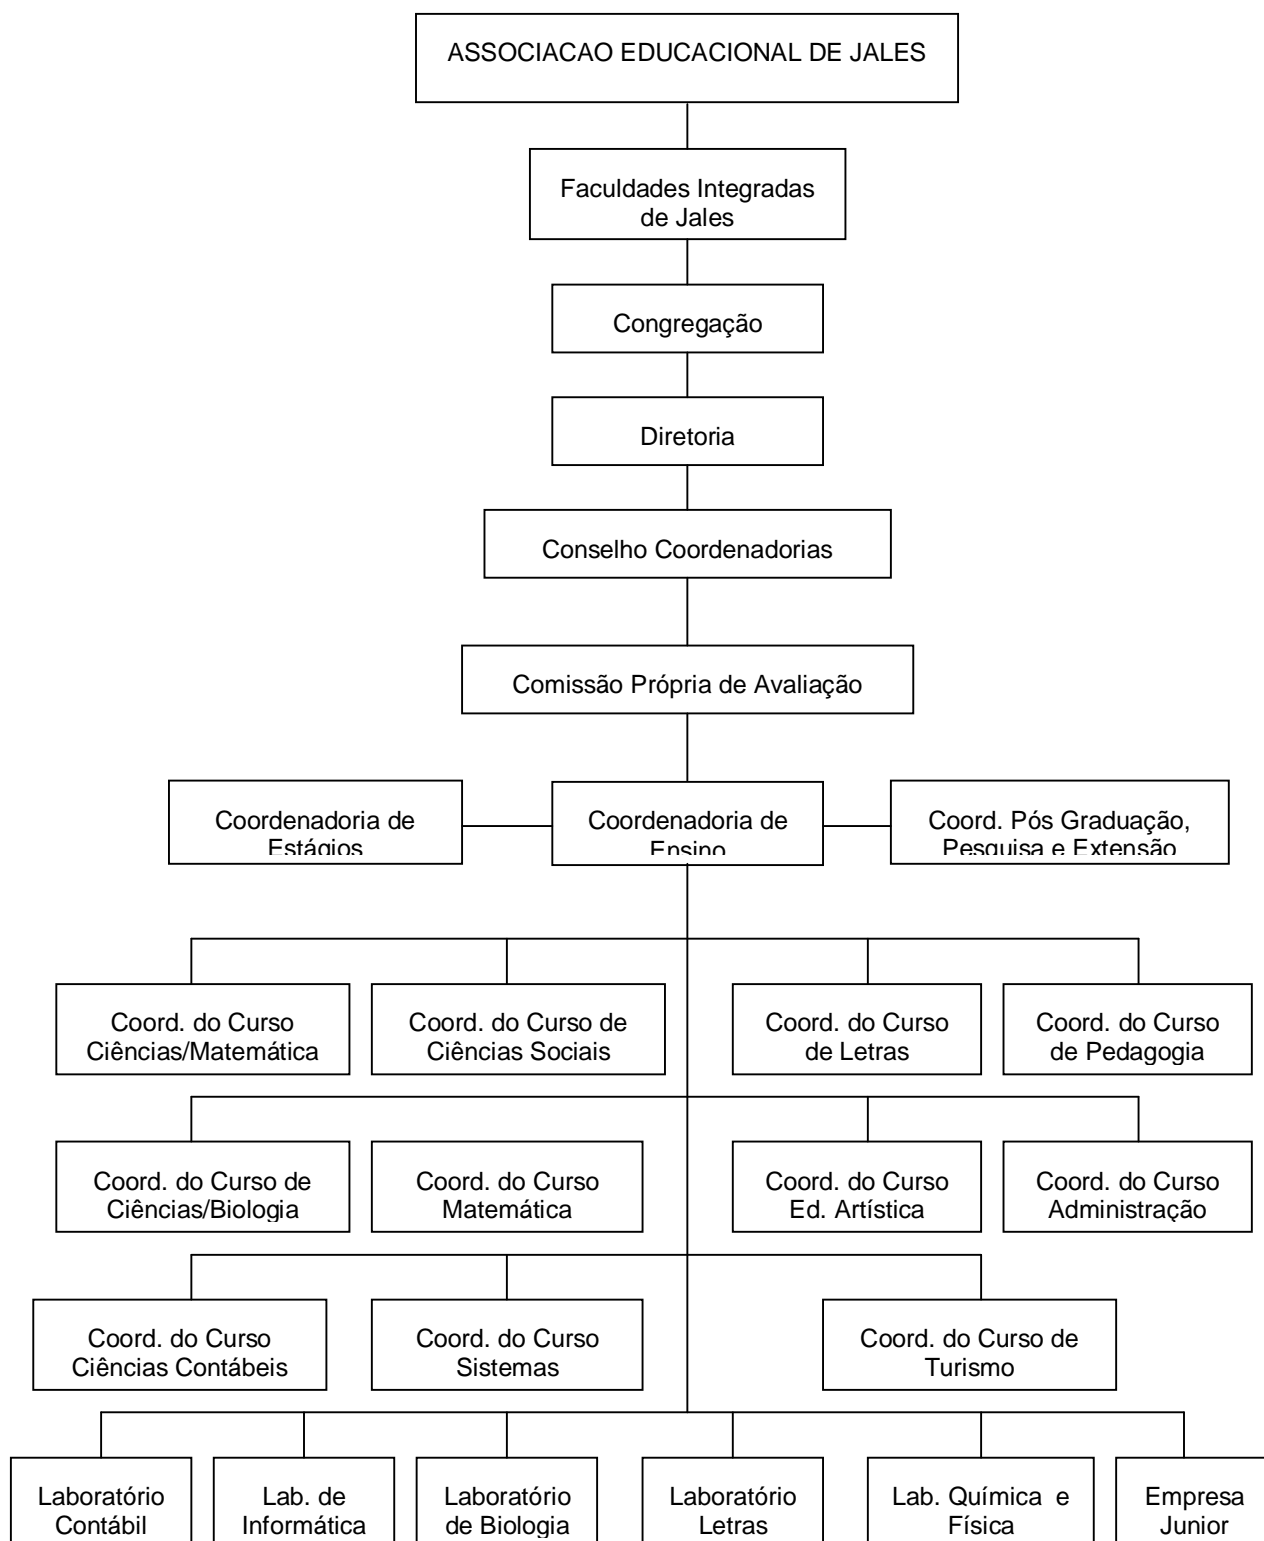 ASSOCIACAO EDUCACIONAL DE JALES
Faculdades Integradas
de Jales
Congregação
Diretoria
Conselho Coordenadorias
Comissão Própria de Avaliação
Coordenadoria de
Estágios
Coordenadoria de
Ensino
Coord. Pós Graduação,
Pesquisa e Extensão
Coord. do Curso
Ciências/Matemática
Coord. do Curso de
Ciências Sociais
Coord. do Curso
de Letras
Coord. do Curso
de Pedagogia
Coord. do Curso de
Ciências/Biologia
Coord. do Curso
Matemática
Coord. do Curso
Ed. Artística
Coord. do Curso
Administração
Coord. do Curso
Ciências Contábeis
Coord. do Curso
Sistemas
Coord. do Curso de
Turismo
Laboratório
Contábil
Lab. de
Informática
Laboratório
de Biologia
Laboratório
Letras
Lab. Química e
Física
Empresa
Junior